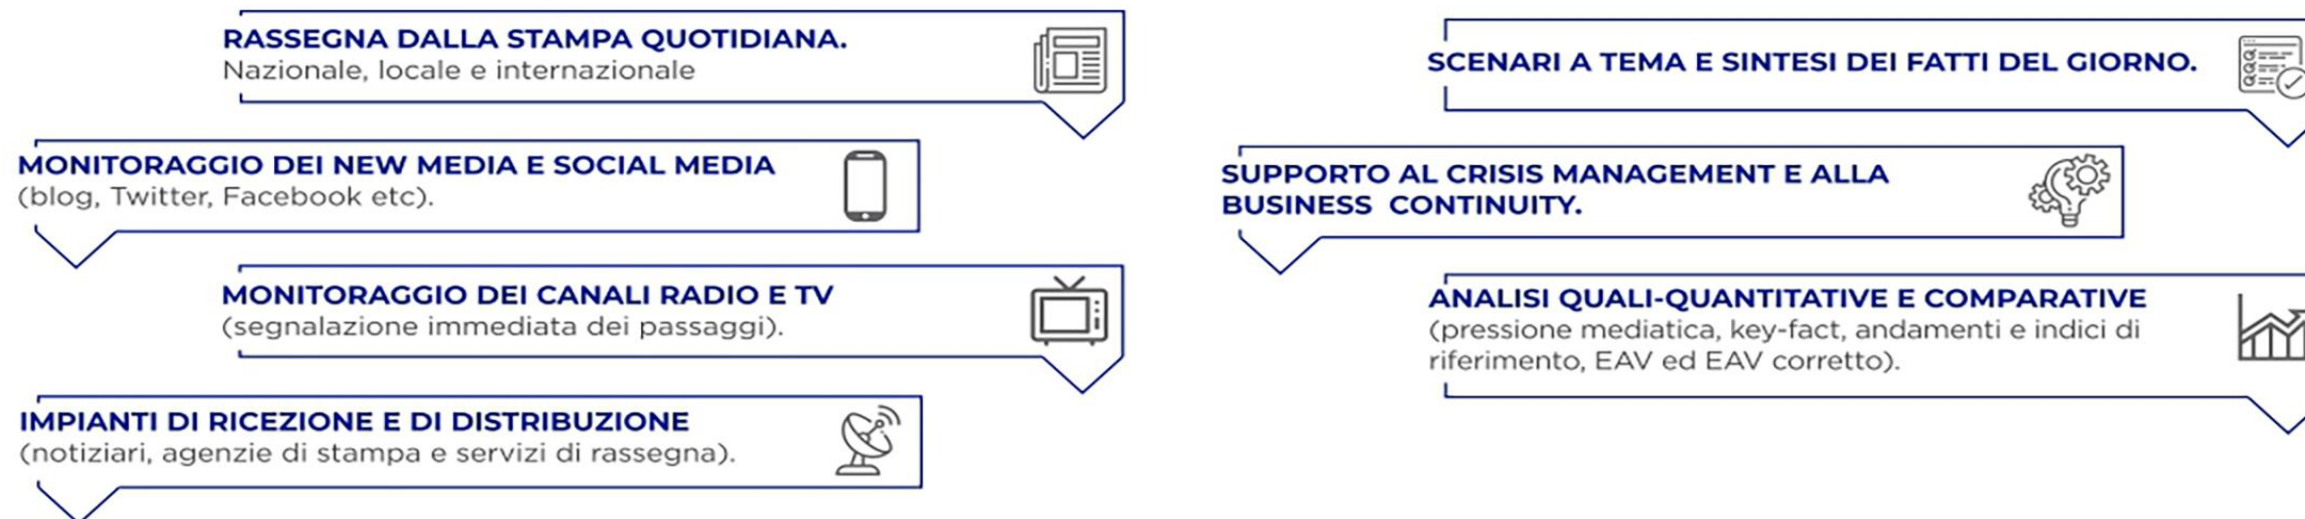 RASSEGNA DALLA STAMPA QUOTIDIANA.
Nazionale, locale e internazionale
MONITORAGGIO DEI NEW MEDIA E SOCIAL MEDIA
(blog, Twitter, Facebook etc).
MONITORAGGIO DEI CANALI RADIO E TV
(segnalazione immediata dei passaggi).
IMPIANTI DI RICEZIONE E DI DISTRIBUZIONE
(notiziari, agenzie di stampa e servizi di rassegna).
SCENARI A TEMA E SINTESI DEI FATTI DEL GIORNO.
SUPPORTO AL CRISIS MANAGEMENT E ALLA
BUSINESS CONTINUITY.
ANALISI QUALI-QUANTITATIVE E COMPARATIVE
(pressione mediatica, key-fact, andamenti e indici di
riferimento, EAV ed EAV corretto).